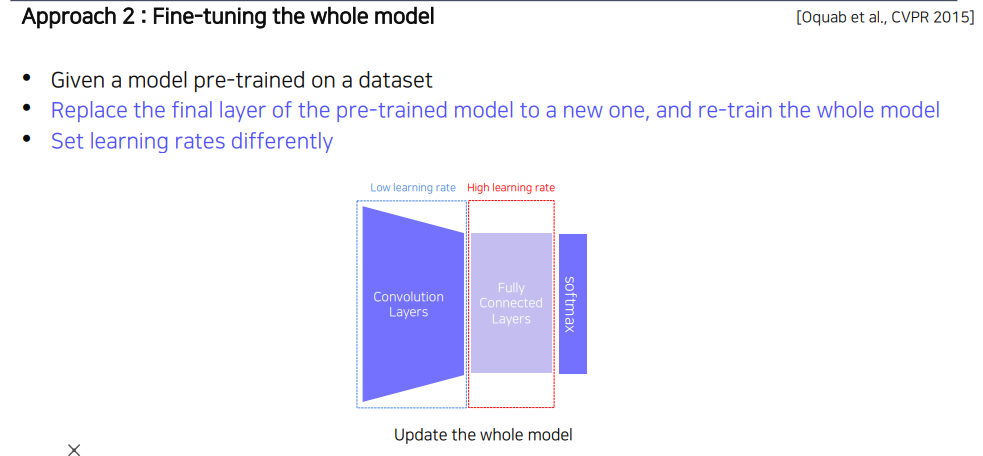 Approach 2 : Fine-tuning the whole model
[Oquab et al., CVPR 2015]
• Given a model pre-trained on a dataset
• Replace the final layer of the pre-trained model to a new one, and re-train the whole model
• Set learning rates differently
Low learning rate
High learning rate
Convolution
Layers
Fully
Connected
Layers
softmax
Update the whole model